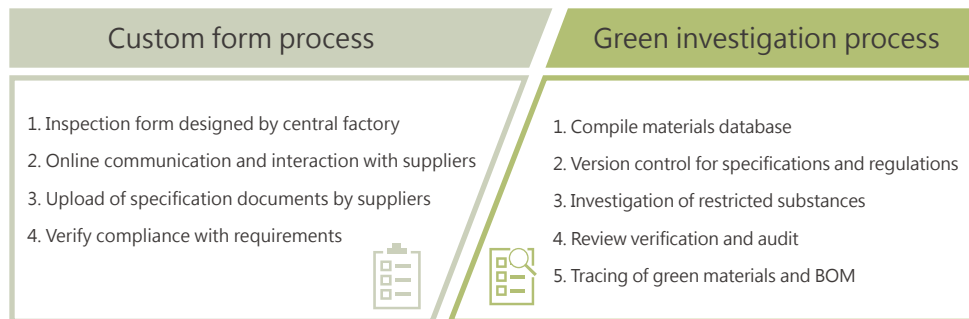 Custom form process
1. Inspection form designed by central factory
2. Online communication and interaction with suppliers
3. Upload of specification documents by suppliers
4. Verify compliance with requirements
Green investigation process
1. Compile materials database
2. Version control for specifications and regulations
3. Investigation of restricted substances
4. Review verification and audit
5. Tracing of green materials and BOM